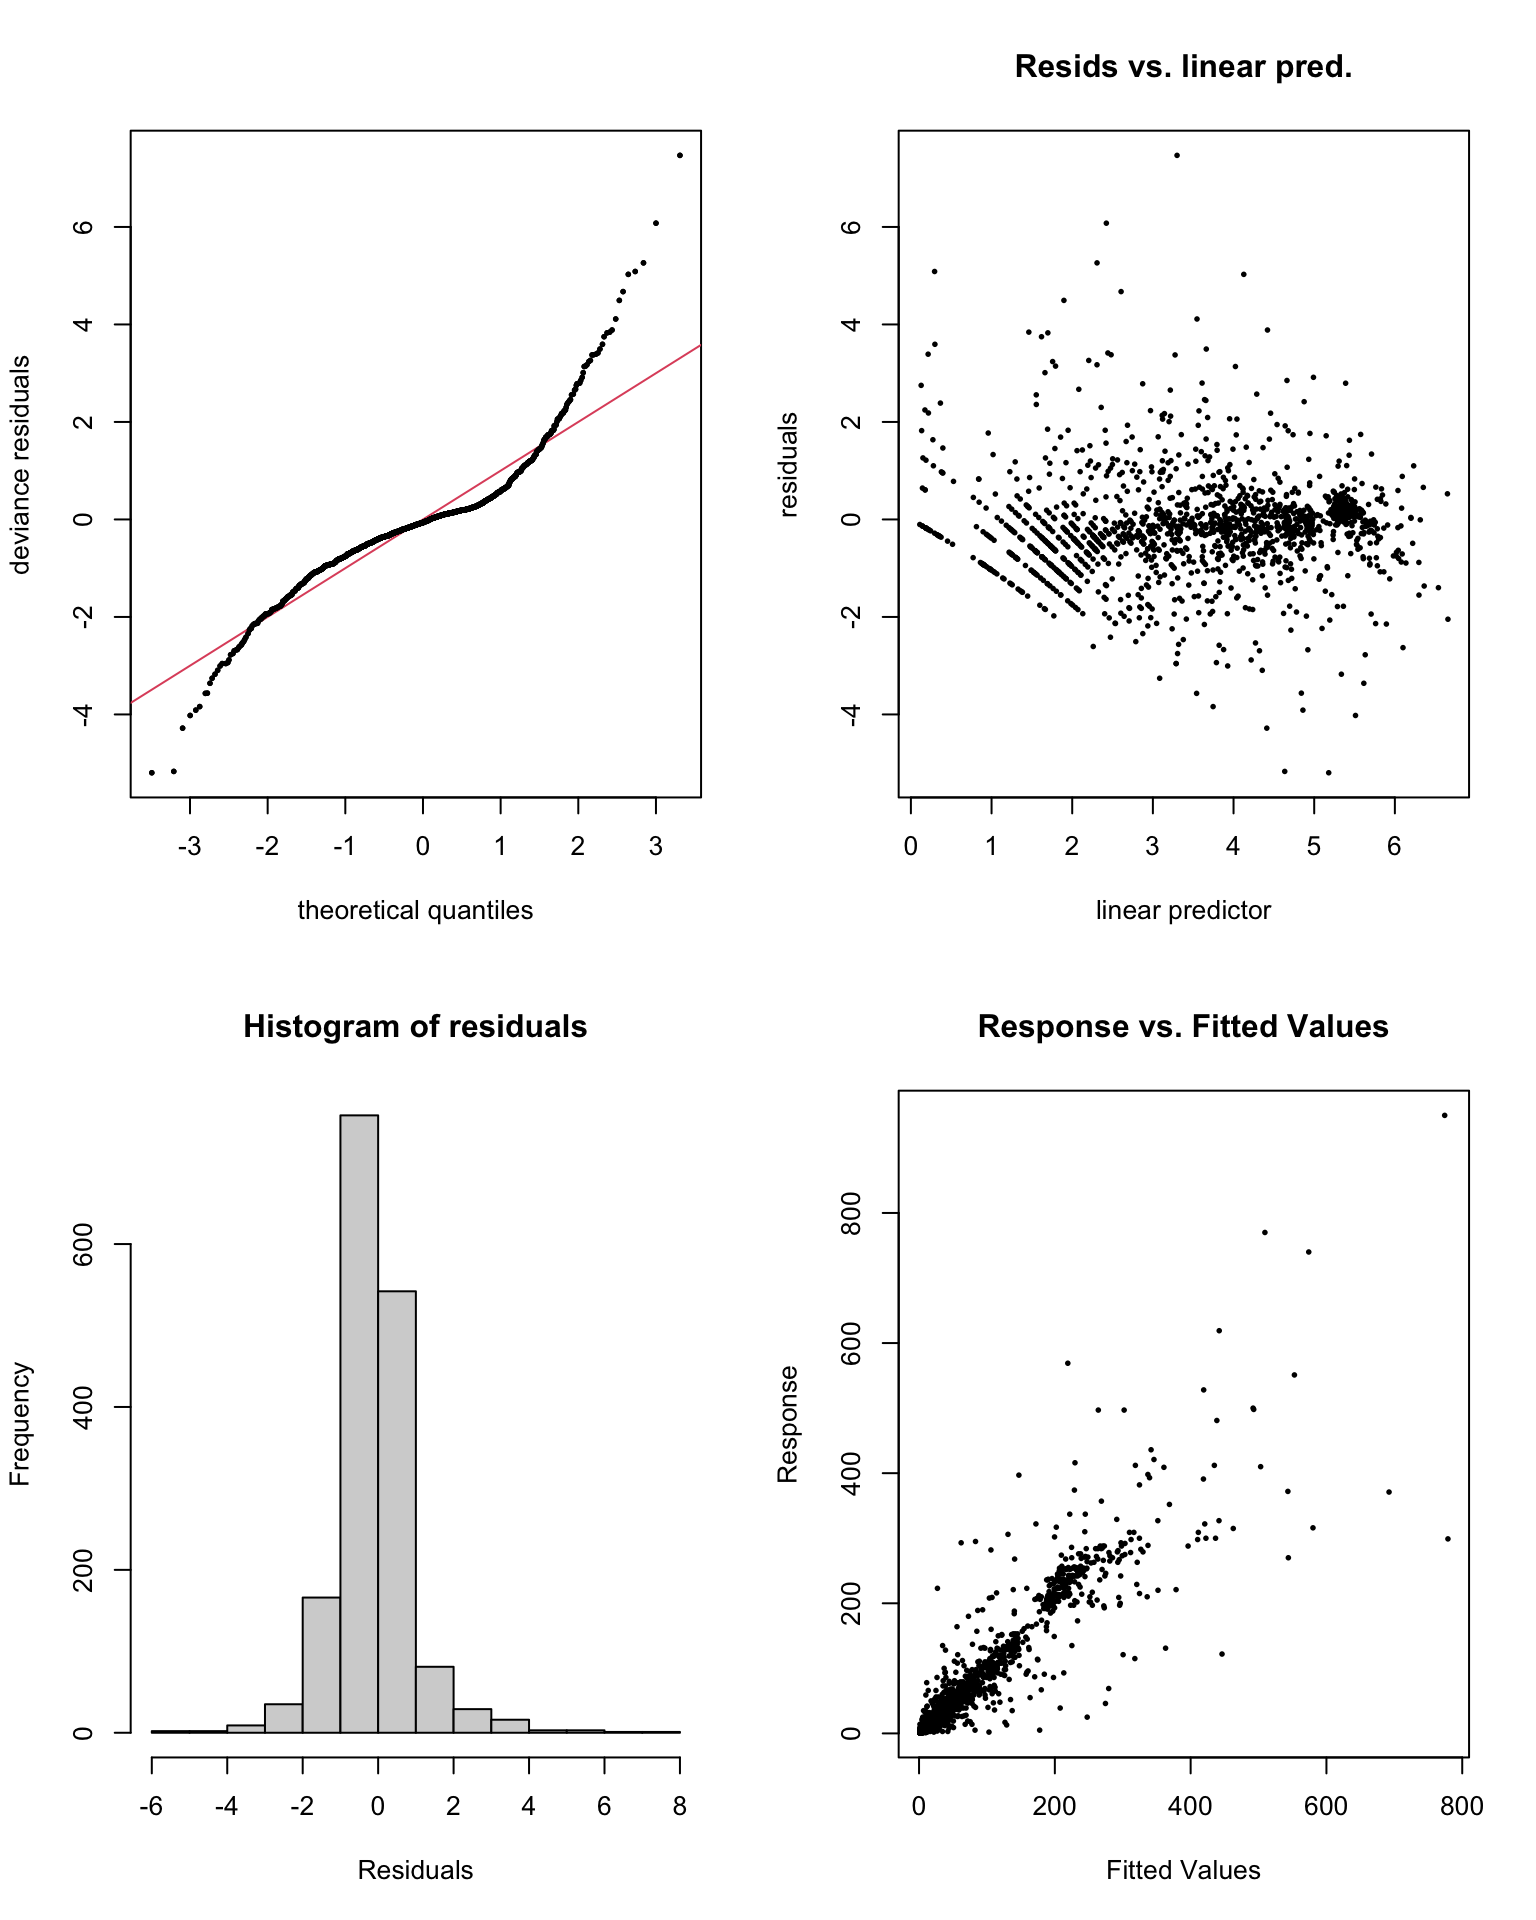 deviance residuals
6
4
2
0
-2
-4
-3 -2 -1 0 1 2 3
theoretical quantiles
Resids vs. linear pred.
residuals
6
4
2
0
-2
-4
0 1 2 3 4 5 6
linear predictor
Histogram of residuals
Frequency
600
400
200
0
-6 -4 -2 0 2 4 6 8
Residuals
Response vs. Fitted Values
Response
800
600
400
200
0
0 200 400 600 800
Fitted Values